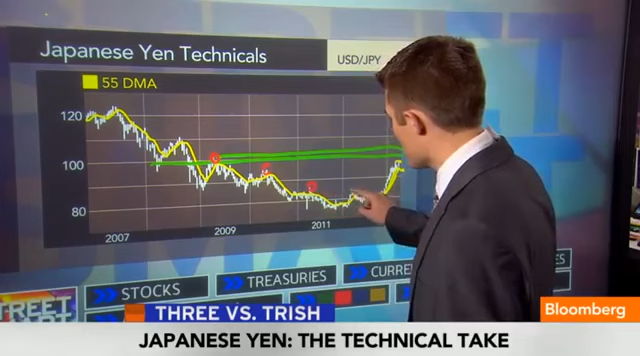 Japanese Yen Technicals
USD/JPY
55 DMA
120
100
80
2007
2009
2011
STOCKS
TREASURIES
THREE VS. TRISH
Bloomberg
JAPANESE YEN: THE TECHNICAL TAKE